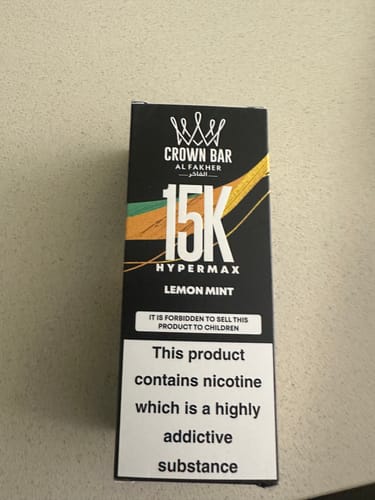 CROWN BAR
AL FAKHER
الفاخر
15K
HYPERMAX
LEMON MINT
IT IS FORBIDDEN TO SELL THIS
PRODUCT TO CHILDREN
This product
contains nicotine
which is a highly
addictive
substance